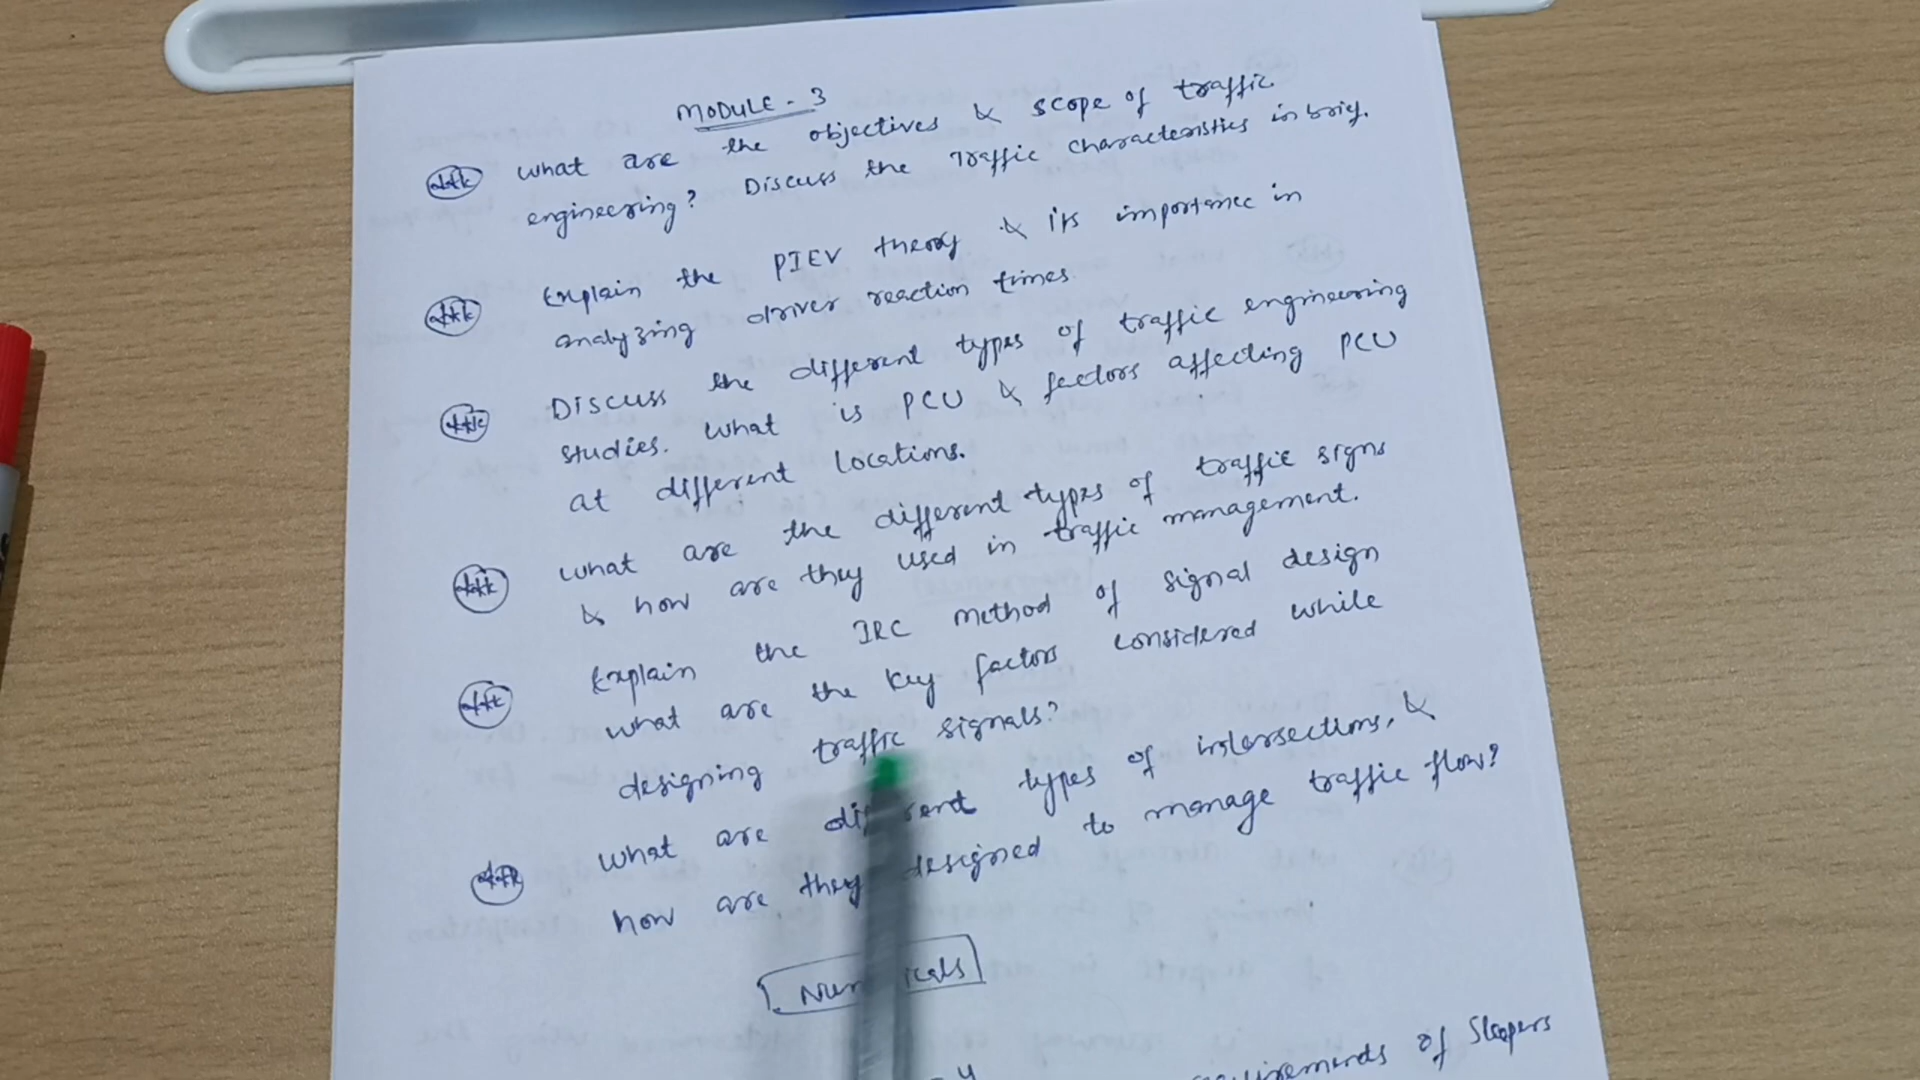 MODULE - 3
What are the objectives & scope of traffic
engineering? Discuss the Traffic characteristics in brief.
Explain the PIEV theory & its importance in
analyzing driver reaction times
Discuss the different types of traffic engineering
studies. What is PCU & factors affecting PCU
at different locations.
What are the different types of traffic signs
& how are they used in traffic management.
Explain the IRC method of signal design
what are the key factors considered while
designing traffic signals?
What are different types of intersections, &
how are they designed to manage traffic flow?
Numericals
of Sleepers